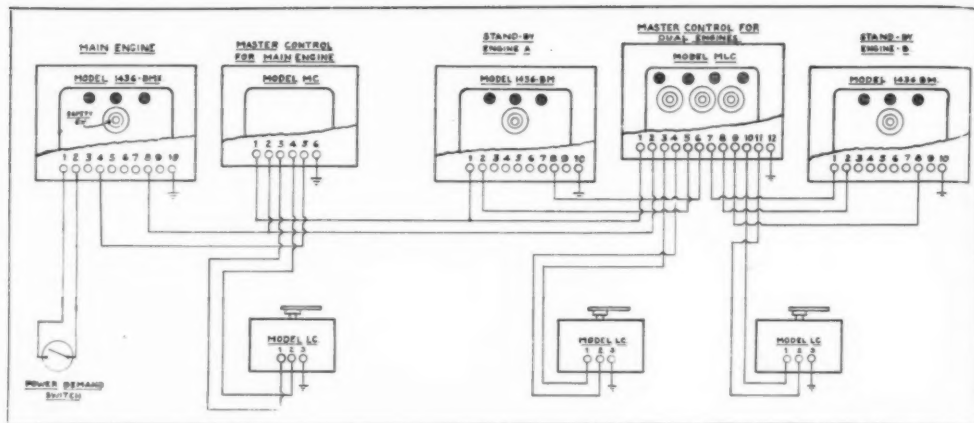 MAIN ENGINE
MODEL 1436-BMX
SAFETY
SW
1 2 3 4 5 6 7 8 9 10
MASTER CONTROL
FOR MAIN ENGINE
MODEL MC
1 2 3 4 5 6
STAND-BY
ENGINE A
MODEL 1436-BM
1 2 3 4 5 6 7 8 9 10
MASTER CONTROL FOR
DUAL ENGINES
MODEL MLC
1 2 3 4 5 6 7 8 9 10 11 12
STAND-BY
ENGINE-B
MODEL 1436 BM
1 2 3 4 5 6 7 8 9 10
POWER DEMAND
SWITCH
MODEL LC
1 2 3
MODEL LC
1 2 3
MODEL LC
1 2 3